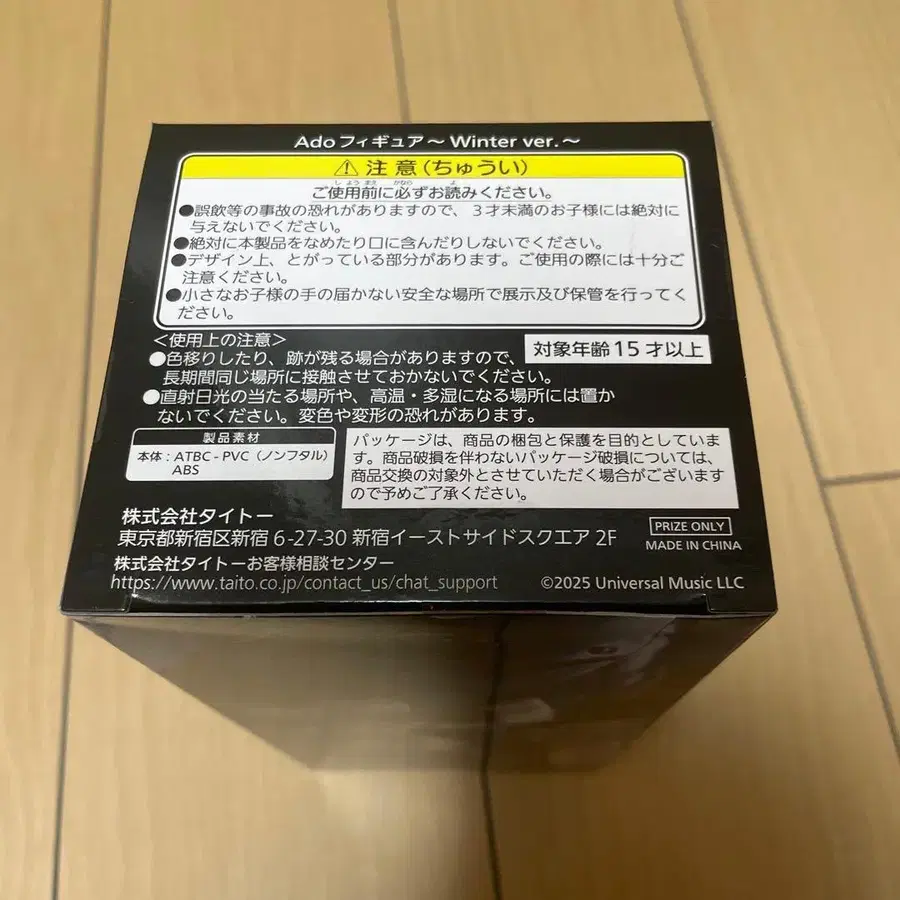 Adoフィギュア〜Winter ver.〜
⚠注意(ちゅうい)
ご使用前に必ずお読みください。
●誤飲等の事故の恐れがありますので、3才未満のお子様には絶対に
与えないでください。
●絶対に本製品をなめたり口に含んだりしないでください。
●デザイン上、とがっている部分があります。ご使用の際には十分ご
注意ください。
●小さなお子様の手の届かない安全な場所で展示及び保管を行ってく
ださい。
＜使用上の注意＞
対象年齢15才以上
●色移りしたり、跡が残る場合がありますので、
長期間同じ場所に接触させておかないでください。
●直射日光の当たる場所や、高温・多湿になる場所には置か
ないでください。変色や変形の恐れがあります。
製品素材
本体：ATBC-PVC（ノンフタル）
ABS
パッケージは、商品の梱包と保護を目的としていま
す。商品破損を伴わないパッケージ破損については、
商品交換の対象外とさせていただく場合がございます
ので予めご了承ください。
株式会社タイトー
東京都新宿区新宿6-27-30 新宿イーストサイドスクエア 2F
PRIZE ONLY
MADE IN CHINA
株式会社タイトーお客様相談センター
https://www.taito.co.jp/contact_us/chat_support
©2025 Universal Music LLC